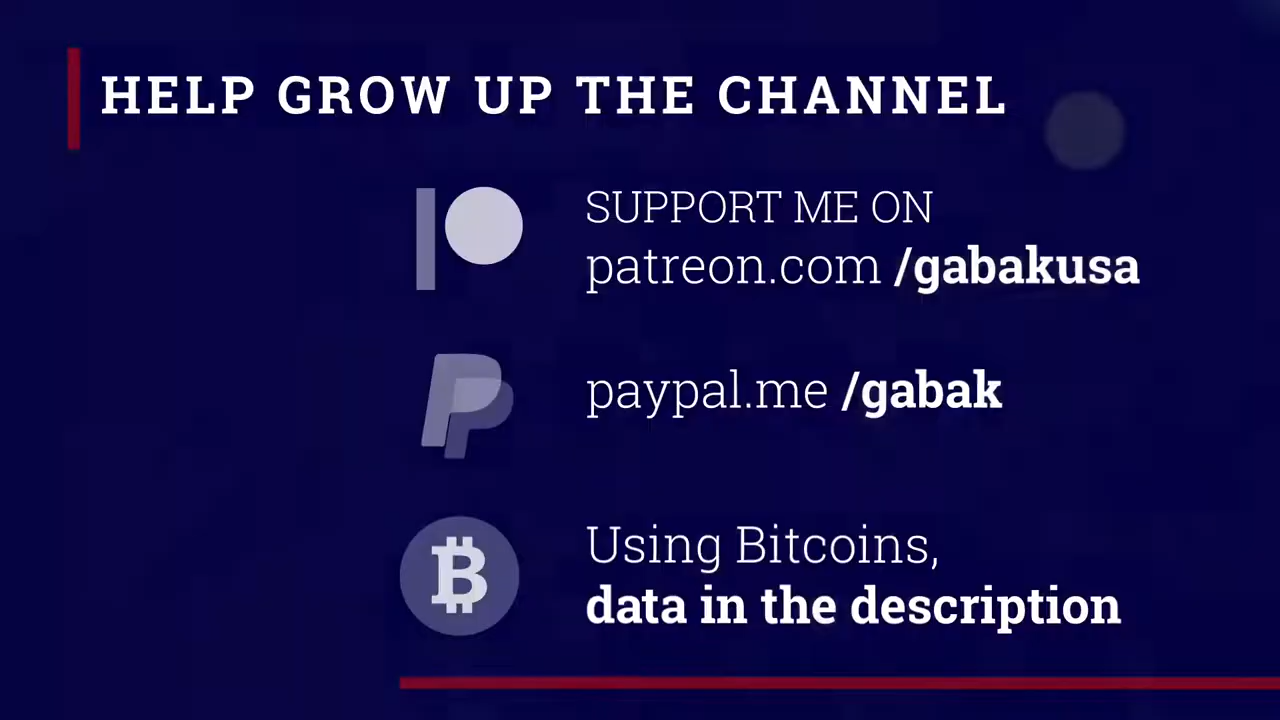 HELP GROW UP THE CHANNEL
SUPPORT ME ON
patreon.com /gabakusa
paypal.me /gabak
Using Bitcoins,
data in the description